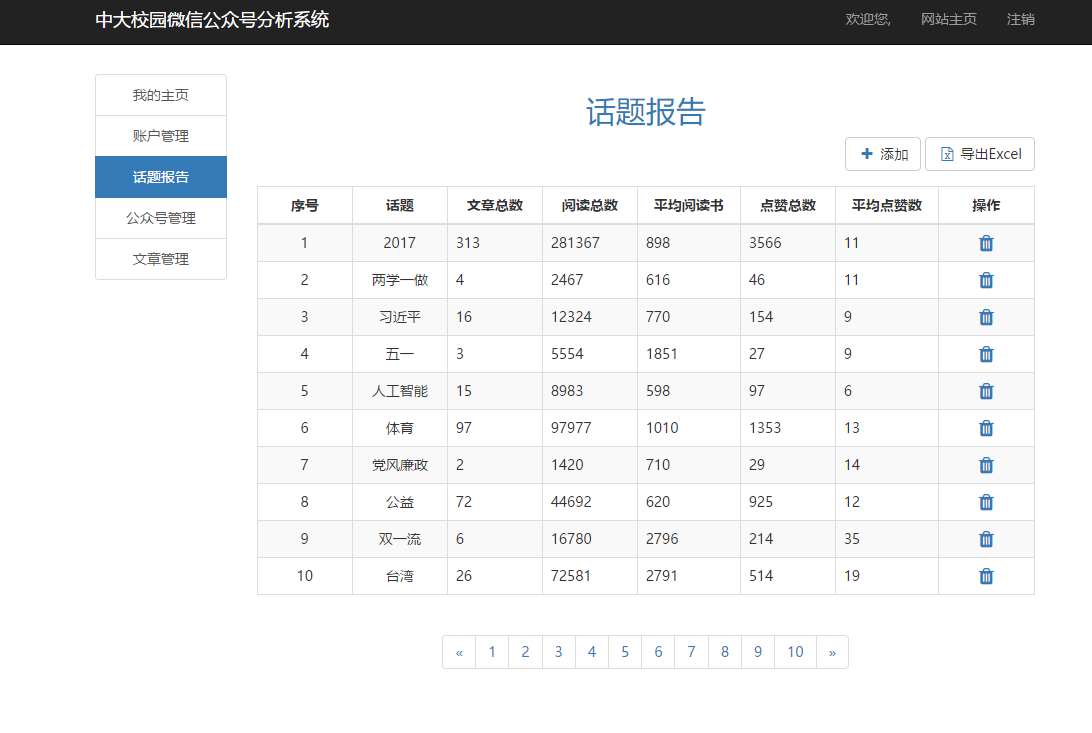 中大校园微信公众号分析系统 欢迎您, 网站主页 注销
我的主页
账户管理
话题报告
公众号管理
文章管理
话题报告
添加 导出Excel
序号 话题 文章总数 阅读总数 平均阅读书 点赞总数 平均点赞数 操作
1 2017 313 281367 898 3566 11
2 两学一做 4 2467 616 46 11
3 习近平 16 12324 770 154 9
4 五一 3 5554 1851 27 9
5 人工智能 15 8983 598 97 6
6 体育 97 97977 1010 1353 13
7 党风廉政 2 1420 710 29 14
8 公益 72 44692 620 925 12
9 双一流 6 16780 2796 214 35
10 台湾 26 72581 2791 514 19
« 1 2 3 4 5 6 7 8 9 10 »